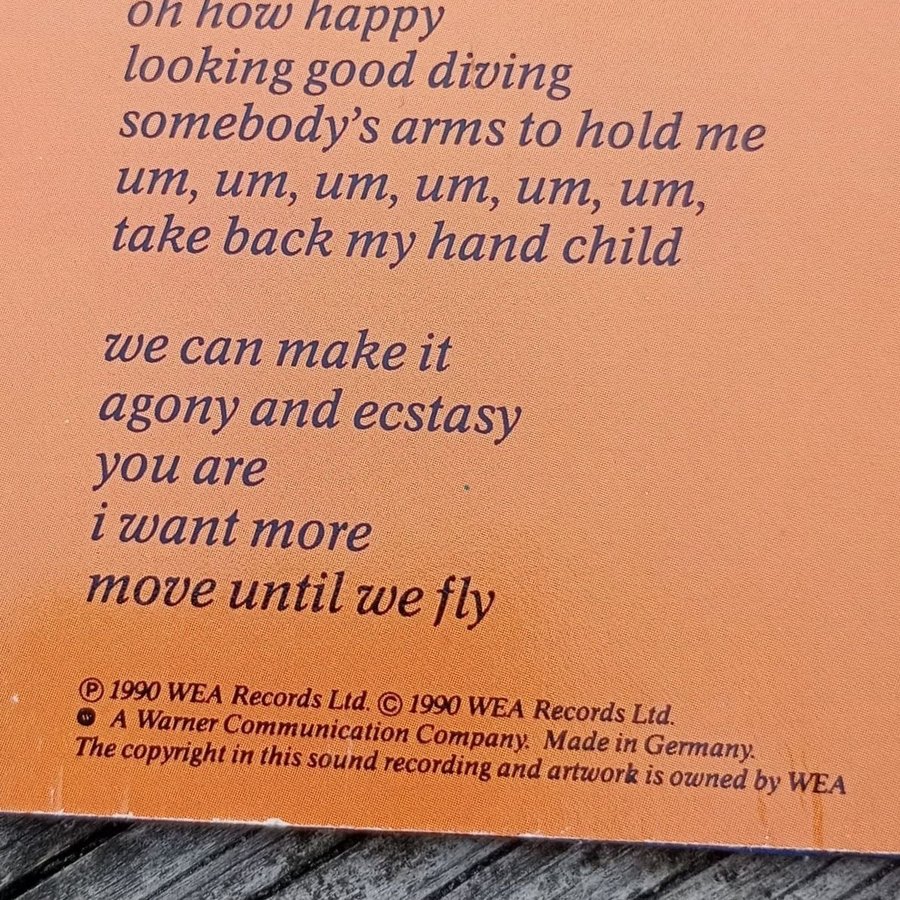 oh how happy
looking good diving
somebody's arms to hold me
um, um, um, um, um, um,
take back my hand child
we can make it
agony and ecstasy
you are
i want more
move until we fly
℗ 1990 WEA Records Ltd. © 1990 WEA Records Ltd.
A Warner Communication Company. Made in Germany.
The copyright in this sound recording and artwork is owned by WEA